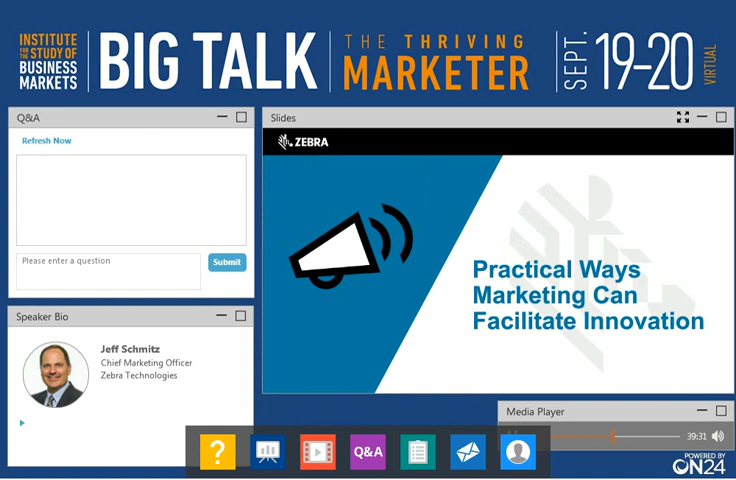 INSTITUTE
FOR THE STUDY OF
BUSINESS
MARKETS
BIG TALK
THE THRIVING
MARKETER
SEPT.
19-20
VIRTUAL
Q&A
Refresh Now
Please enter a question
Submit
Slides
ZEBRA
Practical Ways
Marketing Can
Facilitate Innovation
Speaker Bio
Jeff Schmitz
Chief Marketing Officer
Zebra Technologies
Media Player
39:31
?
Q&A
POWERED BY
ON24